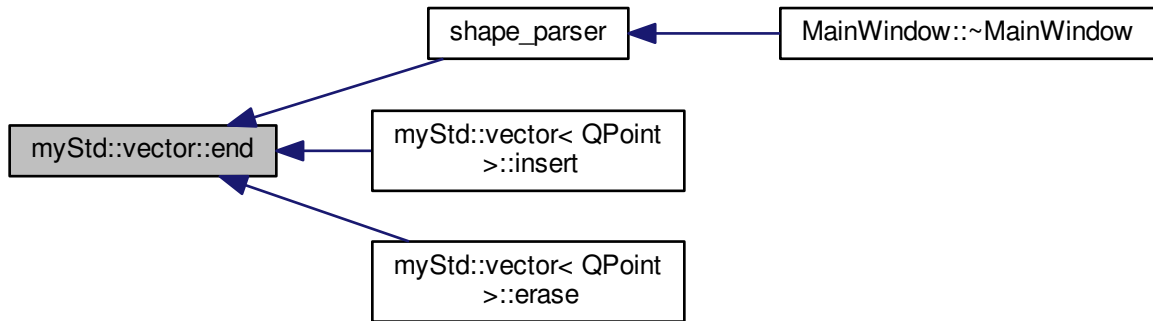 shape_parser
MainWindow::~MainWindow
myStd::vector::end
myStd::vector< QPoint
>::insert
myStd::vector< QPoint
>::erase